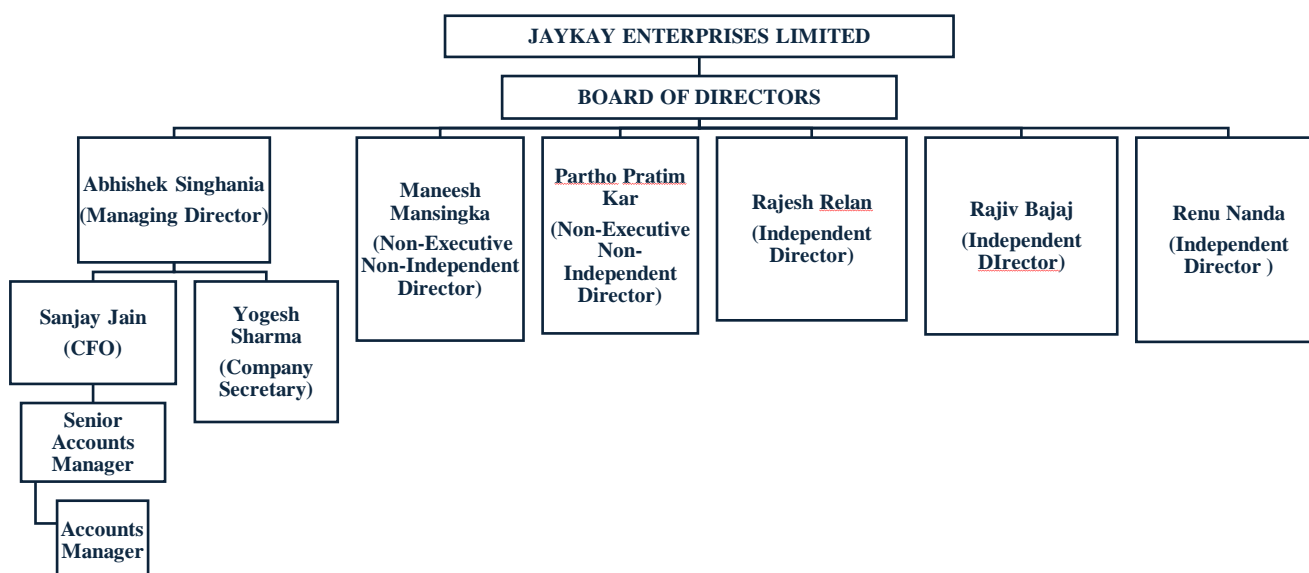 JAYKAY ENTERPRISES LIMITED
BOARD OF DIRECTORS
Abhishek Singhania
(Managing Director)
Maneesh
Mansingka
(Non-Executive
Non-Independent
Director)
Partho Pratim
Kar
(Non-Executive
Non-
Independent
Director)
Rajesh Relan
(Independent
Director)
Rajiv Bajaj
(Independent
DIrector)
Renu Nanda
(Independent
Director )
Sanjay Jain
(CFO)
Yogesh
Sharma
(Company
Secretary)
Senior
Accounts
Manager
Accounts
Manager